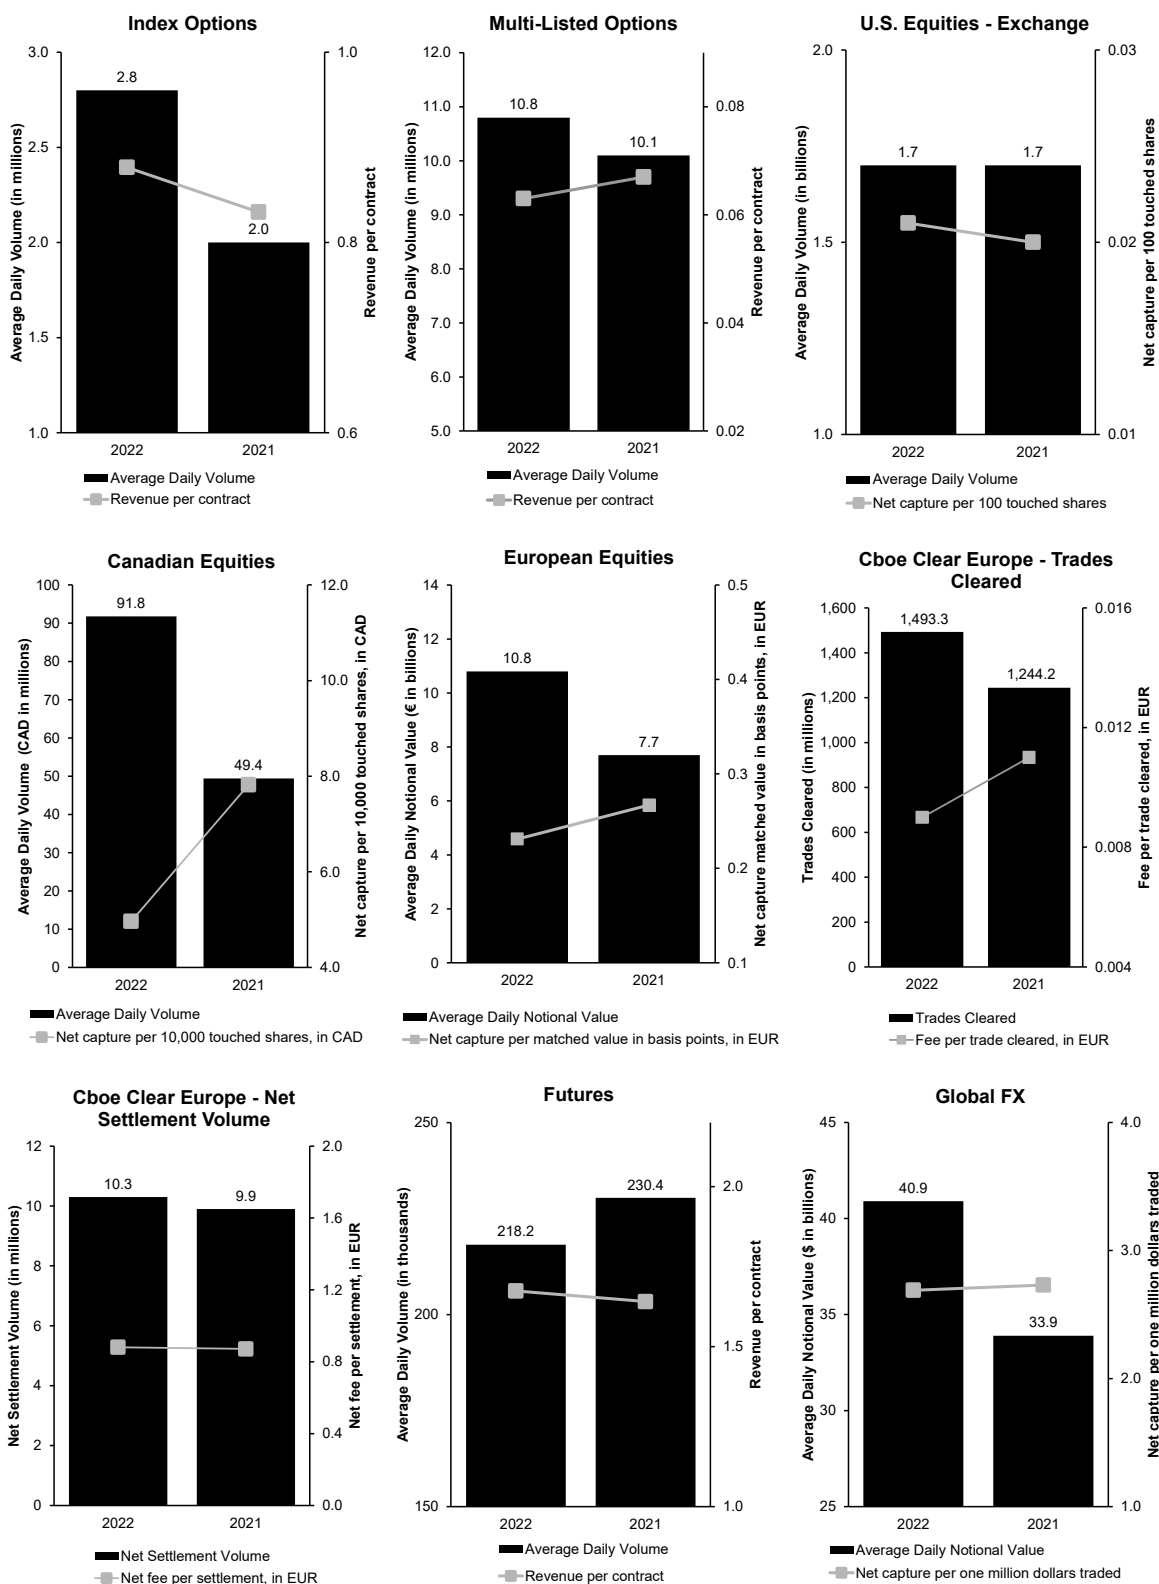 Index Options
Average Daily Volume (in millions)
3.0
2.5
2.0
1.5
1.0
2.8
2.0
1.0
0.8
0.6
Revenue per contract
2022 2021
Average Daily Volume
Revenue per contract
Multi-Listed Options
Average Daily Volume (in millions)
12.0
11.0
10.0
9.0
8.0
7.0
6.0
5.0
10.8
10.1
0.08
0.06
0.04
0.02
Revenue per contract
2022 2021
Average Daily Volume
Revenue per contract
U.S. Equities - Exchange
Average Daily Volume (in billions)
2.0
1.5
1.0
1.7
1.7
0.03
0.02
0.01
Net capture per 100 touched shares
2022 2021
Average Daily Volume
Net capture per 100 touched shares
Canadian Equities
Average Daily Volume (CAD in millions)
100
90
80
70
60
50
40
30
20
10
0
91.8
49.4
12.0
10.0
8.0
6.0
4.0
Net capture per 10,000 touched shares, in CAD
2022 2021
Average Daily Volume
Net capture per 10,000 touched shares, in CAD
European Equities
Average Daily Notional Value (€ in billions)
14
12
10
8
6
4
2
0
10.8
7.7
0.5
0.4
0.3
0.2
0.1
Net capture matched value in basis points, in EUR
2022 2021
Average Daily Notional Value
Net capture per matched value in basis points, in EUR
Cboe Clear Europe - Trades
Cleared
Trades Cleared (in millions)
1,600
1,400
1,200
1,000
800
600
400
200
0
1,493.3
1,244.2
0.016
0.012
0.008
0.004
Fee per trade cleared, in EUR
2022 2021
Trades Cleared
Fee per trade cleared, in EUR
Cboe Clear Europe - Net
Settlement Volume
Net Settlement Volume (in millions)
12
10
8
6
4
2
0
10.3
9.9
2.0
1.6
1.2
0.8
0.4
0.0
Net fee per settlement, in EUR
2022 2021
Net Settlement Volume
Net fee per settlement, in EUR
Futures
Average Daily Volume (in thousands)
250
200
150
218.2
230.4
2.0
1.5
1.0
Revenue per contract
2022 2021
Average Daily Volume
Revenue per contract
Global FX
Average Daily Notional Value ($ in billions)
45
40
35
30
25
40.9
33.9
4.0
3.0
2.0
1.0
Net capture per one million dollars traded
2022 2021
Average Daily Notional Value
Net capture per one million dollars traded